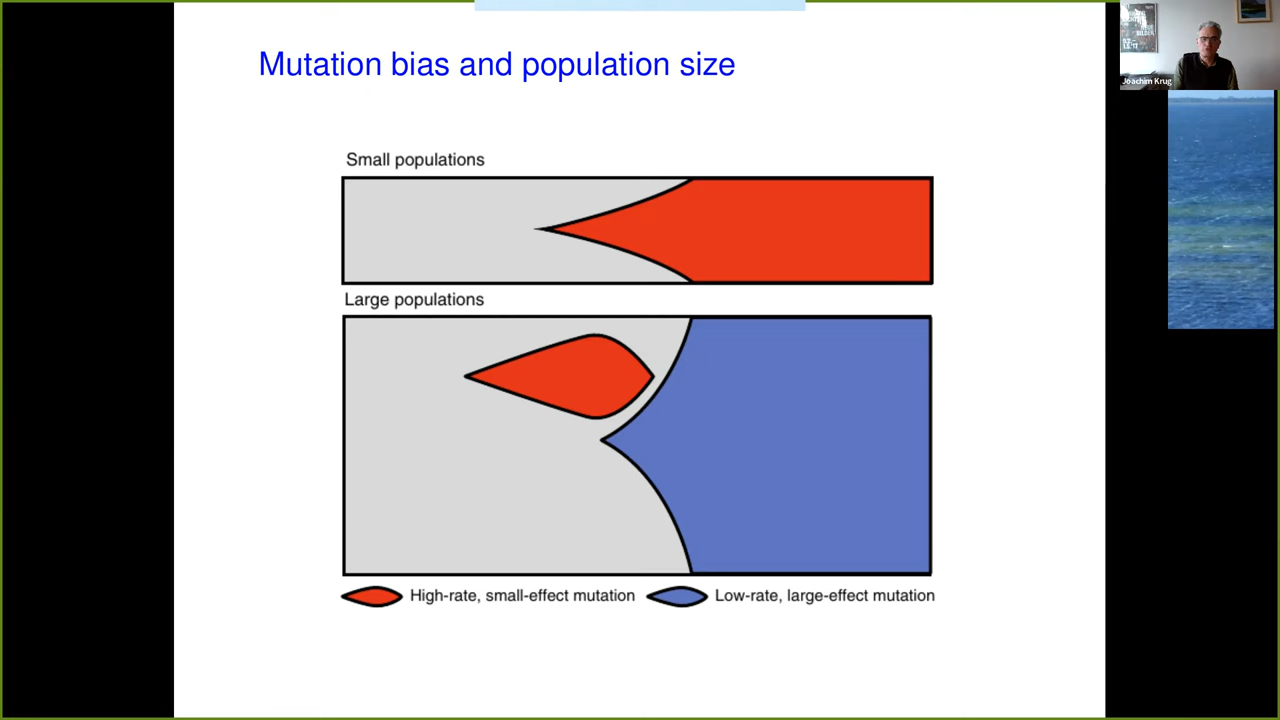 Mutation bias and population size
Joachim Krug
Small populations
Large populations
High-rate, small-effect mutation
Low-rate, large-effect mutation